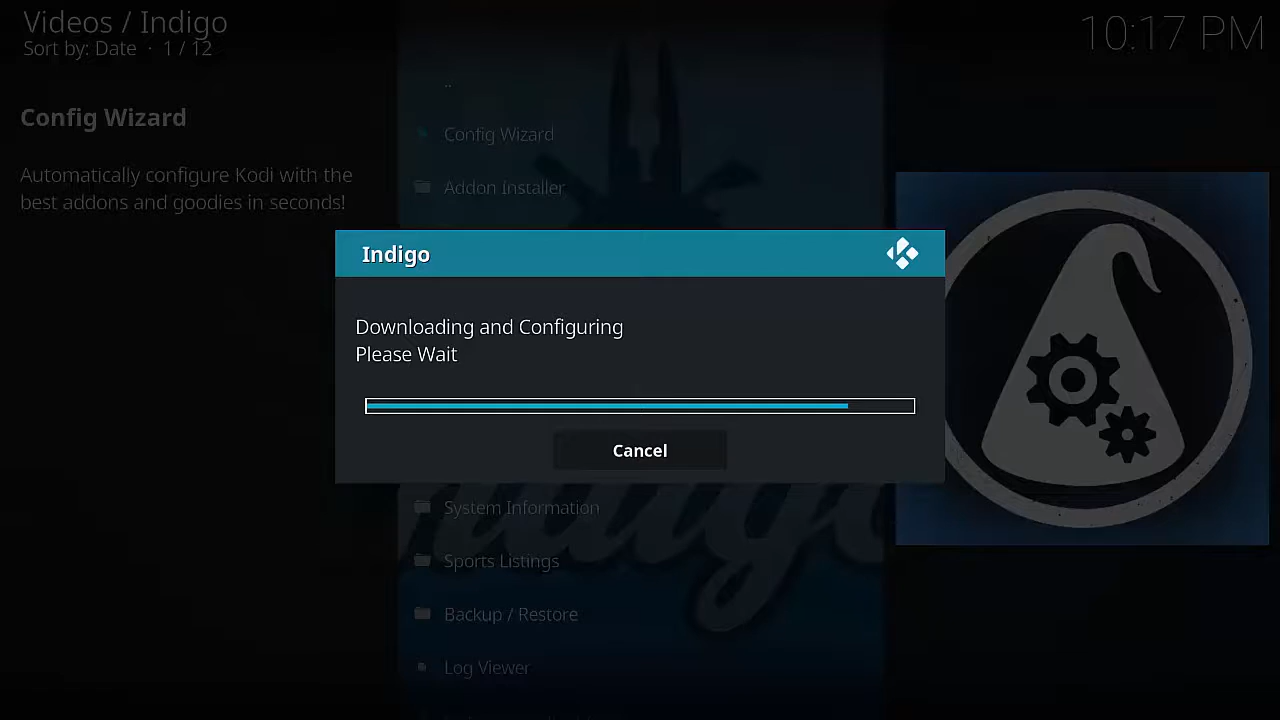 Videos / Indigo
Sort by: Date · 1 / 12
10:17 PM
Config Wizard
Automatically configure Kodi with the
best addons and goodies in seconds!
..
Config Wizard
Addon Installer
Indigo
Downloading and Configuring
Please Wait
Cancel
System Information
Sports Listings
Backup / Restore
Log Viewer